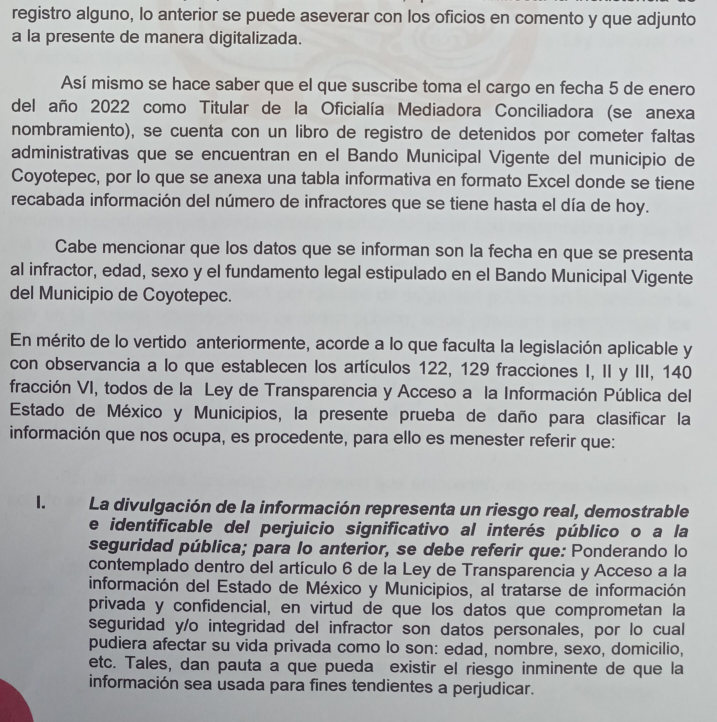 registro alguno, lo anterior se puede aseverar con los oficios en comento y que adjunto
a la presente de manera digitalizada.
Así mismo se hace saber que el que suscribe toma el cargo en fecha 5 de enero
del año 2022 como Titular de la Oficialía Mediadora Conciliadora (se anexa
nombramiento), se cuenta con un libro de registro de detenidos por cometer faltas
administrativas que se encuentran en el Bando Municipal Vigente del municipio de
Coyotepec, por lo que se anexa una tabla informativa en formato Excel donde se tiene
recabada información del número de infractores que se tiene hasta el día de hoy.
Cabe mencionar que los datos que se informan son la fecha en que se presenta
al infractor, edad, sexo y el fundamento legal estipulado en el Bando Municipal Vigente
del Municipio de Coyotepec.
En mérito de lo vertido anteriormente, acorde a lo que faculta la legislación aplicable y
con observancia a lo que establecen los artículos 122, 129 fracciones I, II y III, 140
fracción VI, todos de la Ley de Transparencia y Acceso a la Información Pública del
Estado de México y Municipios, la presente prueba de daño para clasificar la
información que nos ocupa, es procedente, para ello es menester referir que:
I. La divulgación de la información representa un riesgo real, demostrable
e identificable del perjuicio significativo al interés público o a la
seguridad pública; para lo anterior, se debe referir que: Ponderando lo
contemplado dentro del artículo 6 de la Ley de Transparencia y Acceso a la
información del Estado de México y Municipios, al tratarse de información
privada y confidencial, en virtud de que los datos que comprometan la
seguridad y/o integridad del infractor son datos personales, por lo cual
pudiera afectar su vida privada como lo son: edad, nombre, sexo, domicilio,
etc. Tales, dan pauta a que pueda existir el riesgo inminente de que la
información sea usada para fines tendientes a perjudicar.